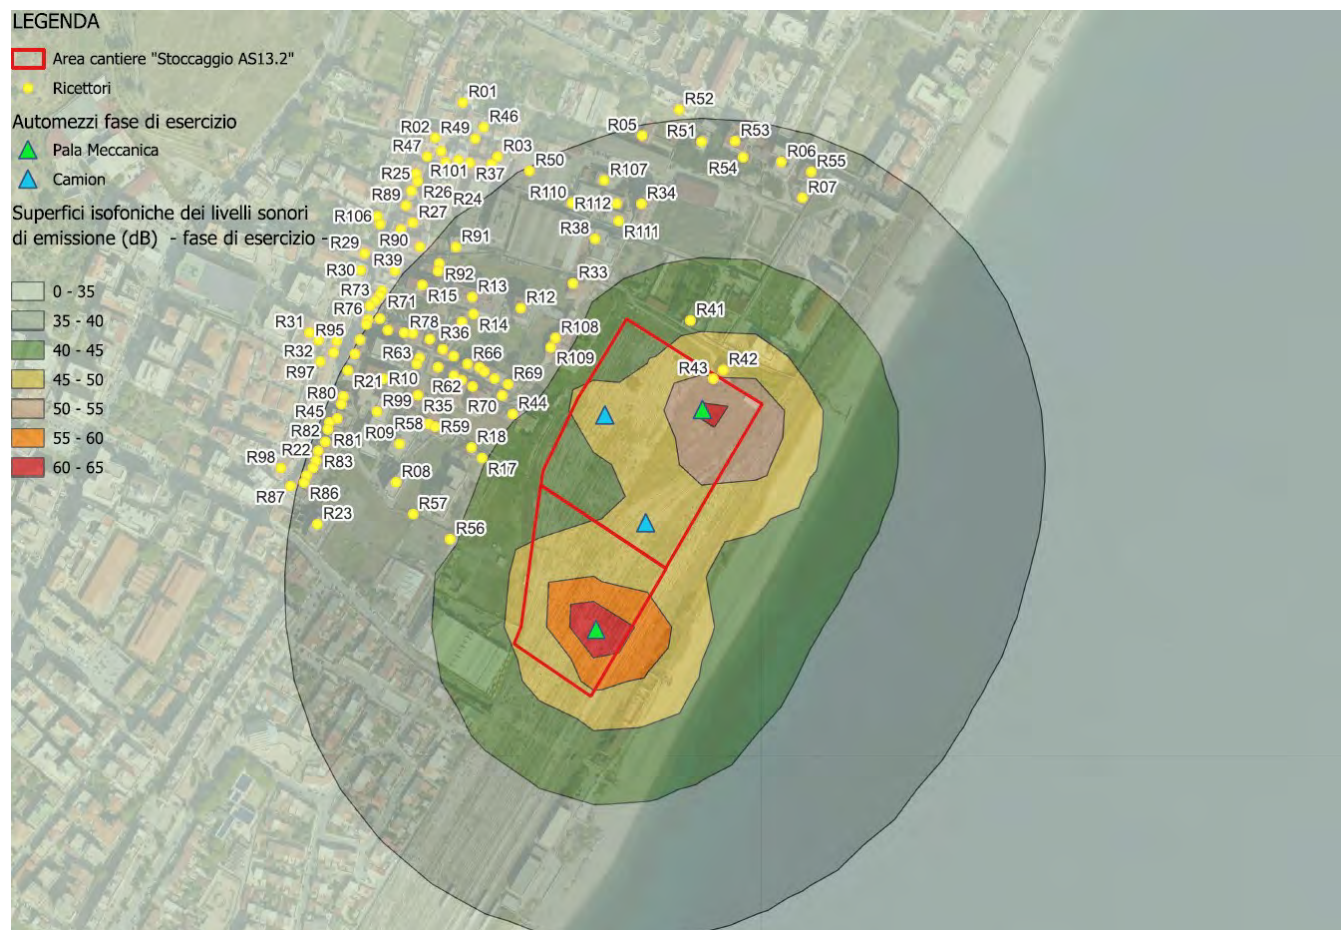 LEGENDA
Area cantiere "Stoccaggio AS13.2"
Ricettori
Automezzi fase di esercizio
Pala Meccanica
Camion
Superfici isofoniche dei livelli sonori
di emissione (dB) - fase di esercizio -
0 - 35
35 - 40
40 - 45
45 - 50
50 - 55
55 - 60
60 - 65
R01
R52
R46
R02
R49
R05
R51
R53
R47
R03
R50
R54
R06
R55
R101
R37
R25
R107
R07
R89
R26
R24
R110
R112
R34
R106
R27
R111
R90
R91
R38
R29
R39
R30
R92
R33
R73
R15
R13
R12
R76
R71
R41
R31
R95
R78
R36
R14
R108
R32
R63
R66
R109
R97
R43
R42
R21
R10
R62
R69
R80
R99
R35
R70
R44
R45
R82
R09
R58
R59
R81
R18
R22
R98
R83
R08
R17
R87
R86
R23
R57
R56